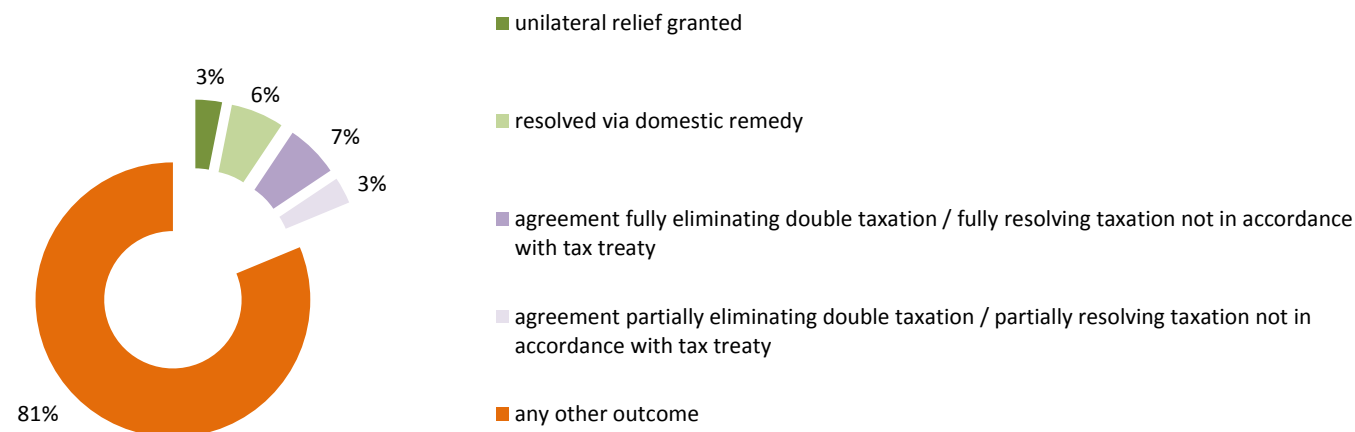 unilateral relief granted
3%
6%
resolved via domestic remedy
7%
3%
agreement fully eliminating double taxation / fully resolving taxation not in accordance
with tax treaty
agreement partially eliminating double taxation / partially resolving taxation not in
accordance with tax treaty
81%
any other outcome